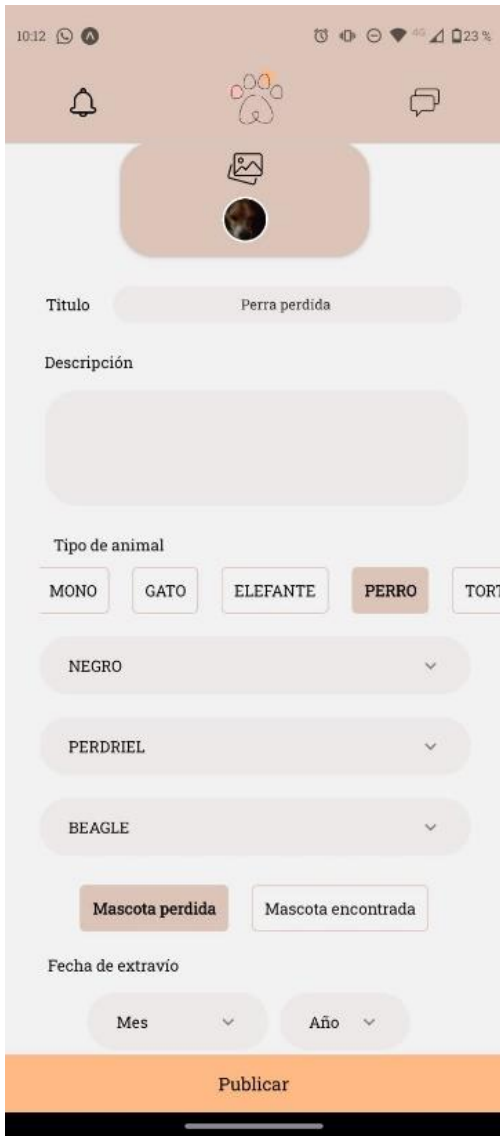 10:12 4G 23 %
Titulo Perra perdida
Descripción
Tipo de animal
MONO GATO ELEFANTE PERRO TORT
NEGRO
PERDRIEL
BEAGLE
Mascota perdida Mascota encontrada
Fecha de extravío
Mes Año
Publicar